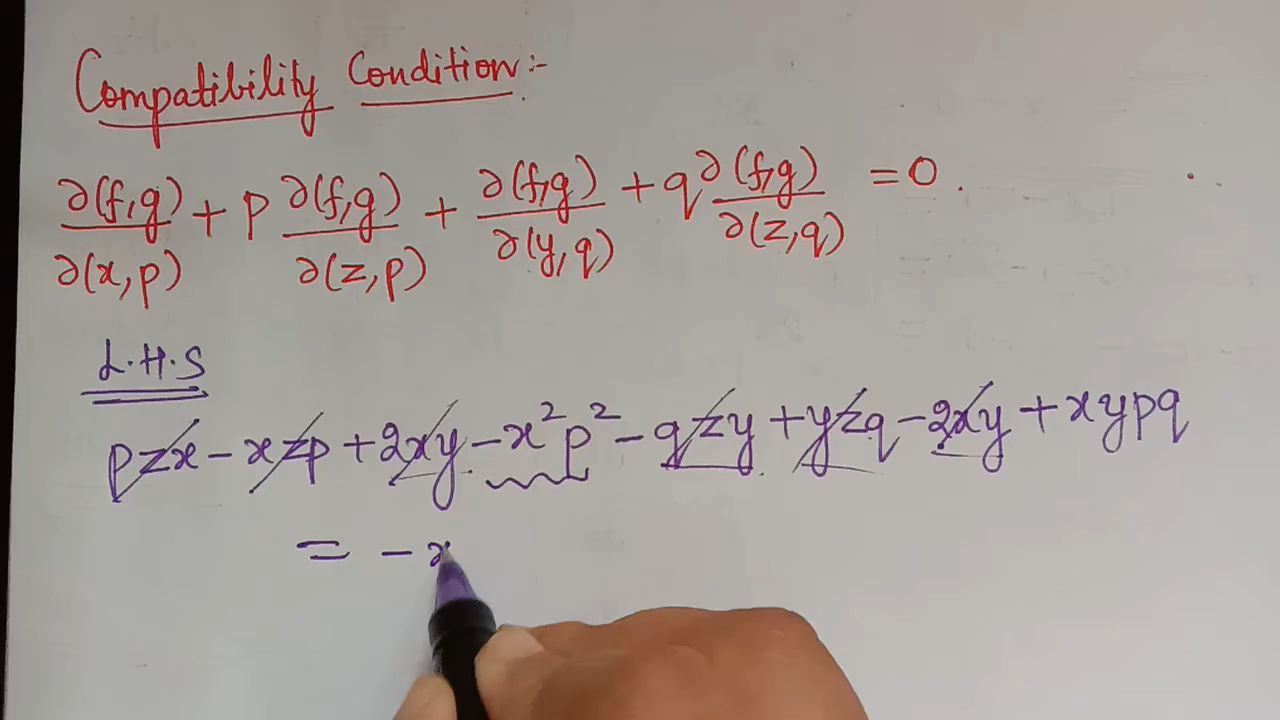 Compatibility Condition:-
∂(f,g)/∂(x,p) + p ∂(f,g)/∂(z,p) + ∂(f,g)/∂(y,q) + q ∂(f,g)/∂(z,q) = 0.
L.H.S
pzx - xzp + 2xy - x²p² - qzy + yzq - 2xy + xypq
= - x